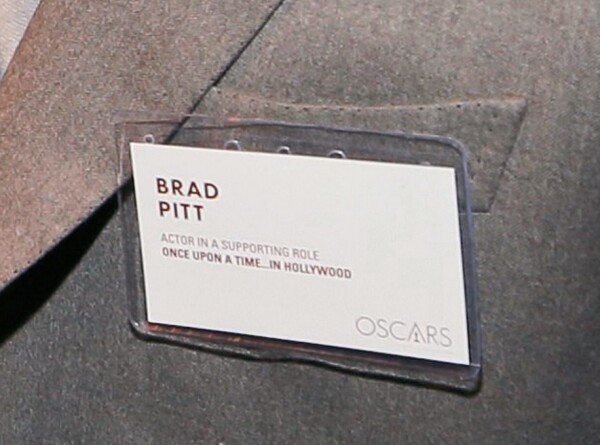 BRAD
PITT
ACTOR IN A SUPPORTING ROLE
ONCE UPON A TIME...IN HOLLYWOOD
OSCARS